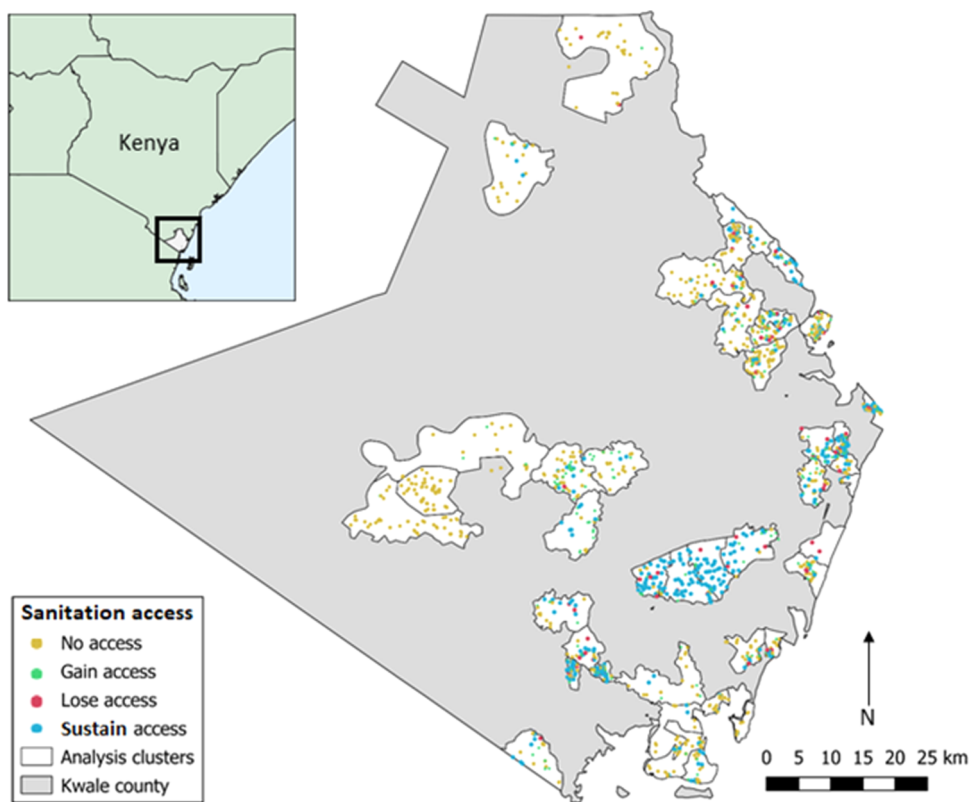 Kenya
Sanitation access
No access
Gain access
Lose access
Sustain access
Analysis clusters
Kwale county
N
0 5 10 15 20 25 km